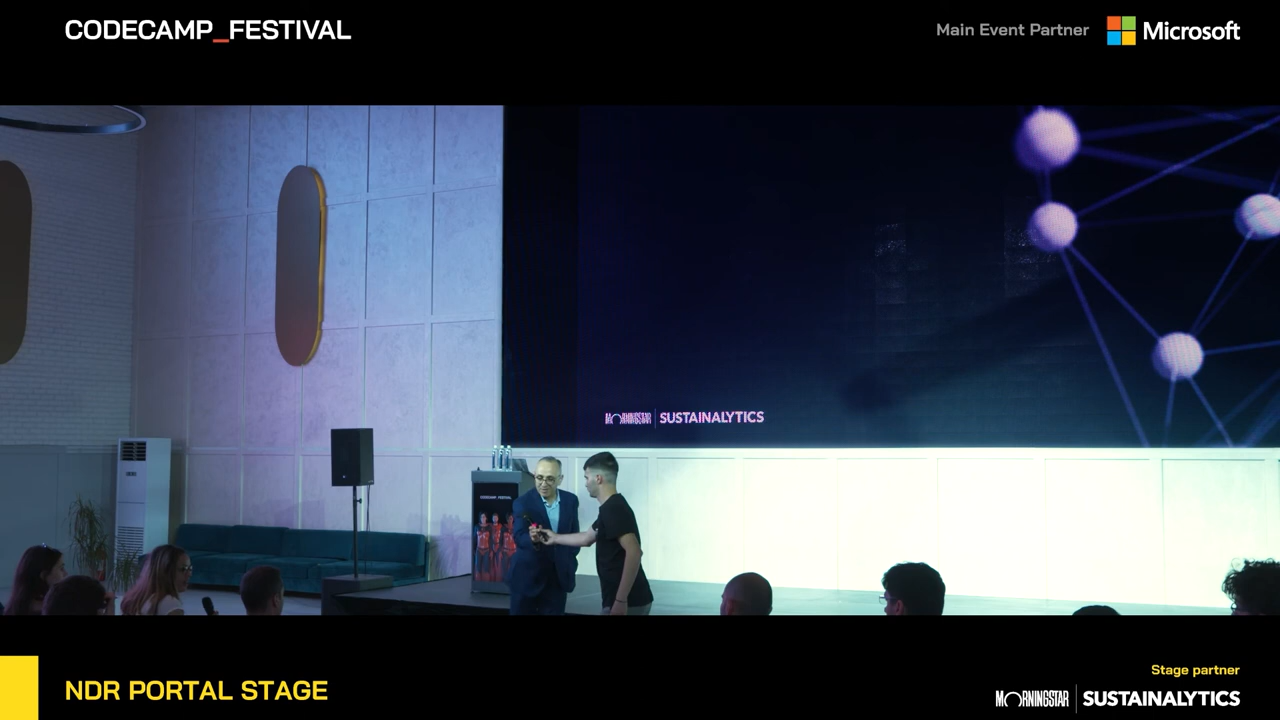 CODECAMP_FESTIVAL
Main Event Partner
Microsoft
MORNINGSTAR | SUSTAINALYTICS
CODECAMP_FESTIVAL
NDR PORTAL STAGE
Stage partner
MORNINGSTAR | SUSTAINALYTICS